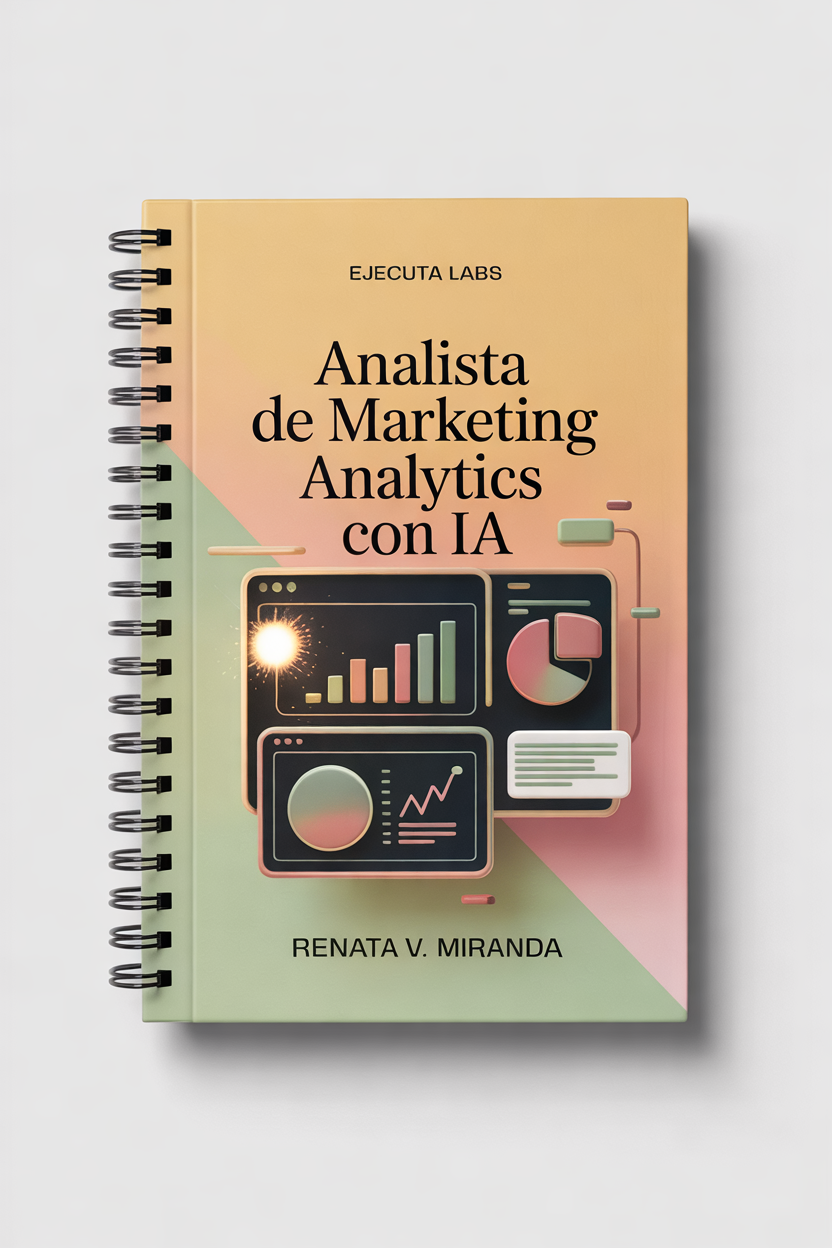 EJECUTA LABS
Analista
de Marketing
Analytics
con IA
RENATA V. MIRANDA